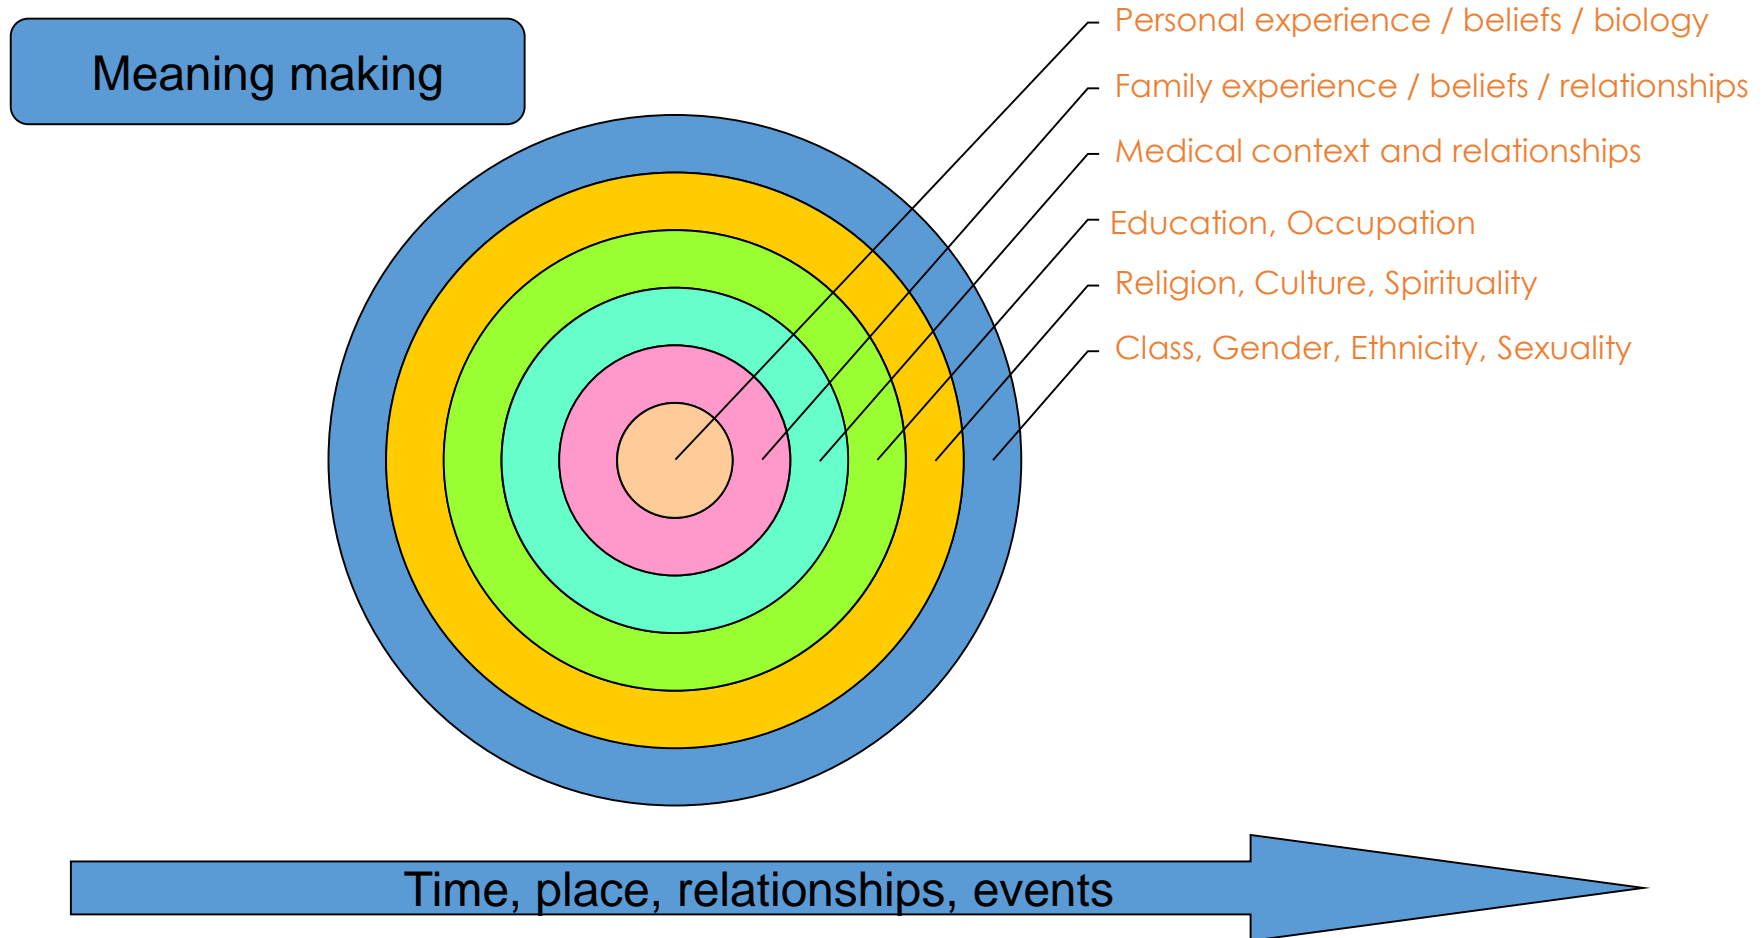 Meaning making
Personal experience / beliefs / biology
Family experience / beliefs / relationships
Medical context and relationships
Education, Occupation
Religion, Culture, Spirituality
Class, Gender, Ethnicity, Sexuality
Time, place, relationships, events